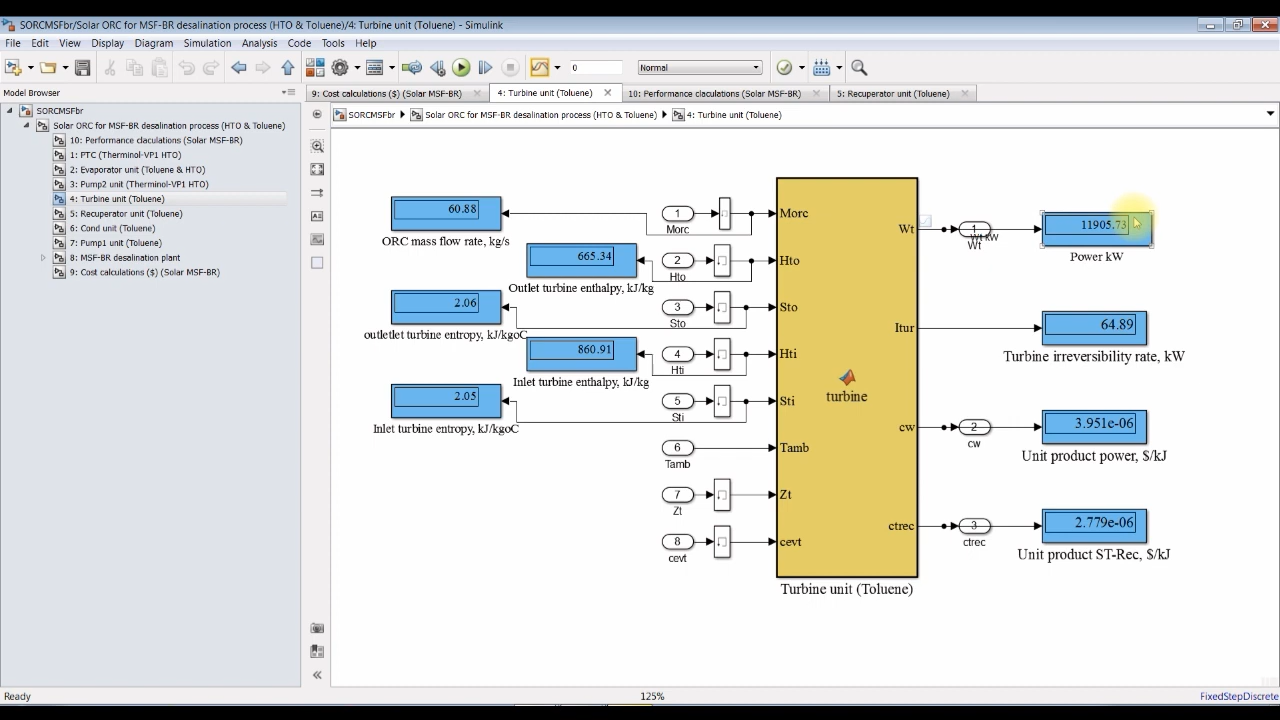 SORCMSFbr/Solar ORC for MSF-BR desalination process (HTO & Toluene)/4: Turbine unit (Toluene) - Simulink
File Edit View Display Diagram Simulation Analysis Code Tools Help
0 Normal
Model Browser
9: Cost calculations ($) (Solar MSF-BR) 4: Turbine unit (Toluene) 10: Performance claculations (Solar MSF-BR) 5: Recuperator unit (Toluene)
SORCMSFbr Solar ORC for MSF-BR desalination process (HTO & Toluene) 4: Turbine unit (Toluene)
SORCMSFbr
Solar ORC for MSF-BR desalination process (HTO & Toluene)
10: Performance claculations (Solar MSF-BR)
1: PTC (Therminol-VP1 HTO)
2: Evaporator unit (Toluene & HTO)
3: Pump2 unit (Therminol-VP1 HTO)
4: Turbine unit (Toluene)
5: Recuperator unit (Toluene)
6: Cond unit (Toluene)
7: Pump1 unit (Toluene)
8: MSF-BR desalination plant
9: Cost calculations ($) (Solar MSF-BR)
60.88
ORC mass flow rate, kg/s
665.34
Outlet turbine enthalpy, kJ/kg
2.06
outletlet turbine entropy, kJ/kgoC
860.91
Inlet turbine enthalpy, kJ/kg
2.05
Inlet turbine entropy, kJ/kgoC
1
Morc
2
Hto
3
Sto
4
Hti
5
Sti
6
Tamb
7
Zt
8
cevt
Morc
Hto
Sto
Hti
Sti
Tamb
Zt
cevt
turbine
Wt
Itur
cw
ctrec
Turbine unit (Toluene)
1
Wt
Wt kW
2
cw
3
ctrec
11905.73
Power kW
64.89
Turbine irreversibility rate, kW
3.951e-06
Unit product power, $/kJ
2.779e-06
Unit product ST-Rec, $/kJ
Ready 125% FixedStepDiscrete